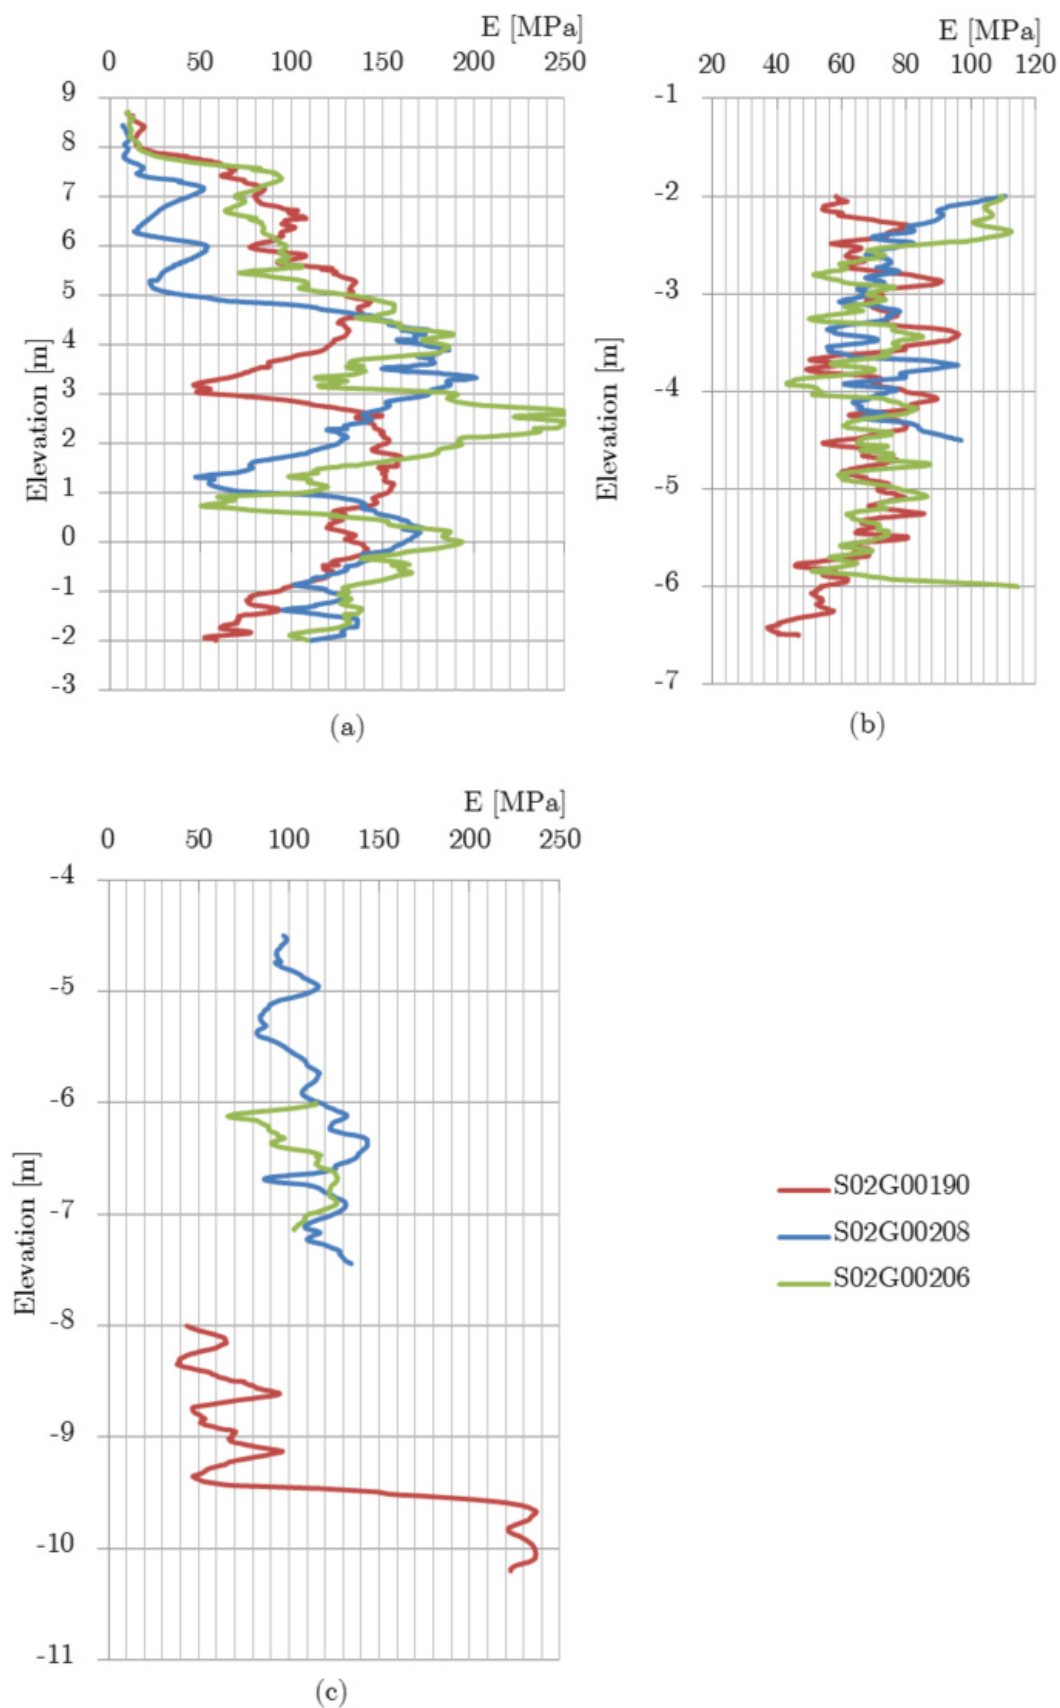 E [MPa]
0 50 100 150 200 250
9
8
7
6
5
4
3
2
1
0
-1
-2
-3
Elevation [m]
(a)
E [MPa]
20 40 60 80 100 120
-1
-2
-3
-4
-5
-6
-7
Elevation [m]
(b)
E [MPa]
0 50 100 150 200 250
-4
-5
-6
-7
-8
-9
-10
-11
Elevation [m]
(c)
S02G00190
S02G00208
S02G00206